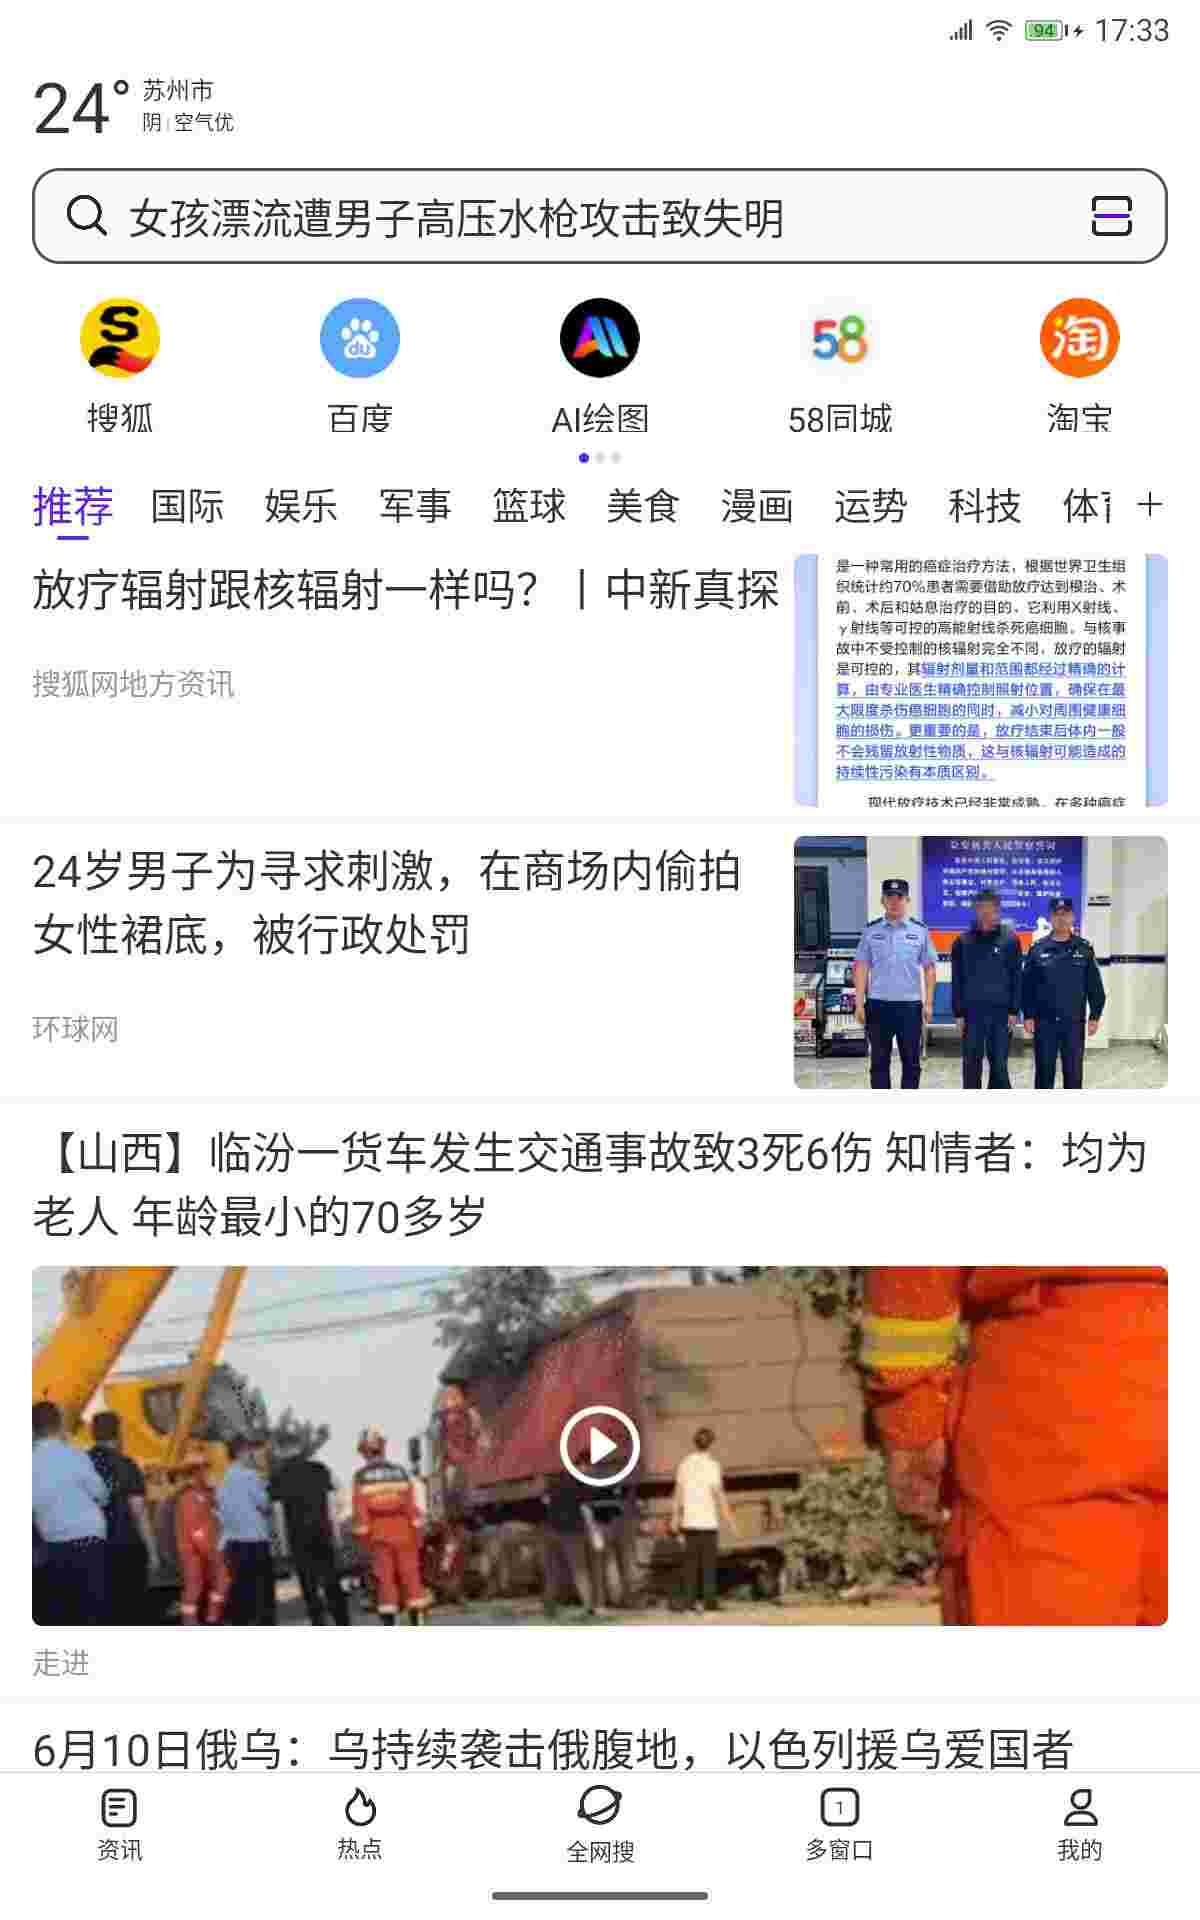 94 17:33
24° 苏州市
阴 空气优
女孩漂流遭男子高压水枪攻击致失明
S du AI 58 淘
搜狐 百度 AI绘图 58同城 淘宝
推荐 国际 娱乐 军事 篮球 美食 漫画 运势 科技
放疗辐射跟核辐射一样吗？丨中新真探
搜狐网地方资讯
是一种常用的癌症治疗方法，根据世界卫生组
织统计约70%患者需要借助放疗达到根治、术
前、术后和姑息治疗的目的，它利用X射线、
γ射线等可控的高能射线杀死癌细胞，与核事
故中不受控制的核辐射完全不同，放疗的辐射
是可控的，其辐射剂量和范围都经过精确的计
算，由专业医生精确控制照射位置，确保在最
大限度杀伤癌细胞的同时，减小对周围健康细
胞的损伤。更重要的是，放疗结束后体内一般
不会残留放射性物质，这与核辐射可能造成的
持续性污染有本质区别。
现代放疗技术已经非常成熟，在多种癌症
24岁男子为寻求刺激，在商场内偷拍
女性裙底，被行政处罚
环球网
【山西】临汾一货车发生交通事故致3死6伤 知情者：均为
老人 年龄最小的70多岁
走进
6月10日俄乌：乌持续袭击俄腹地，以色列援乌爱国者
1
资讯 热点 全网搜 多窗口 我的